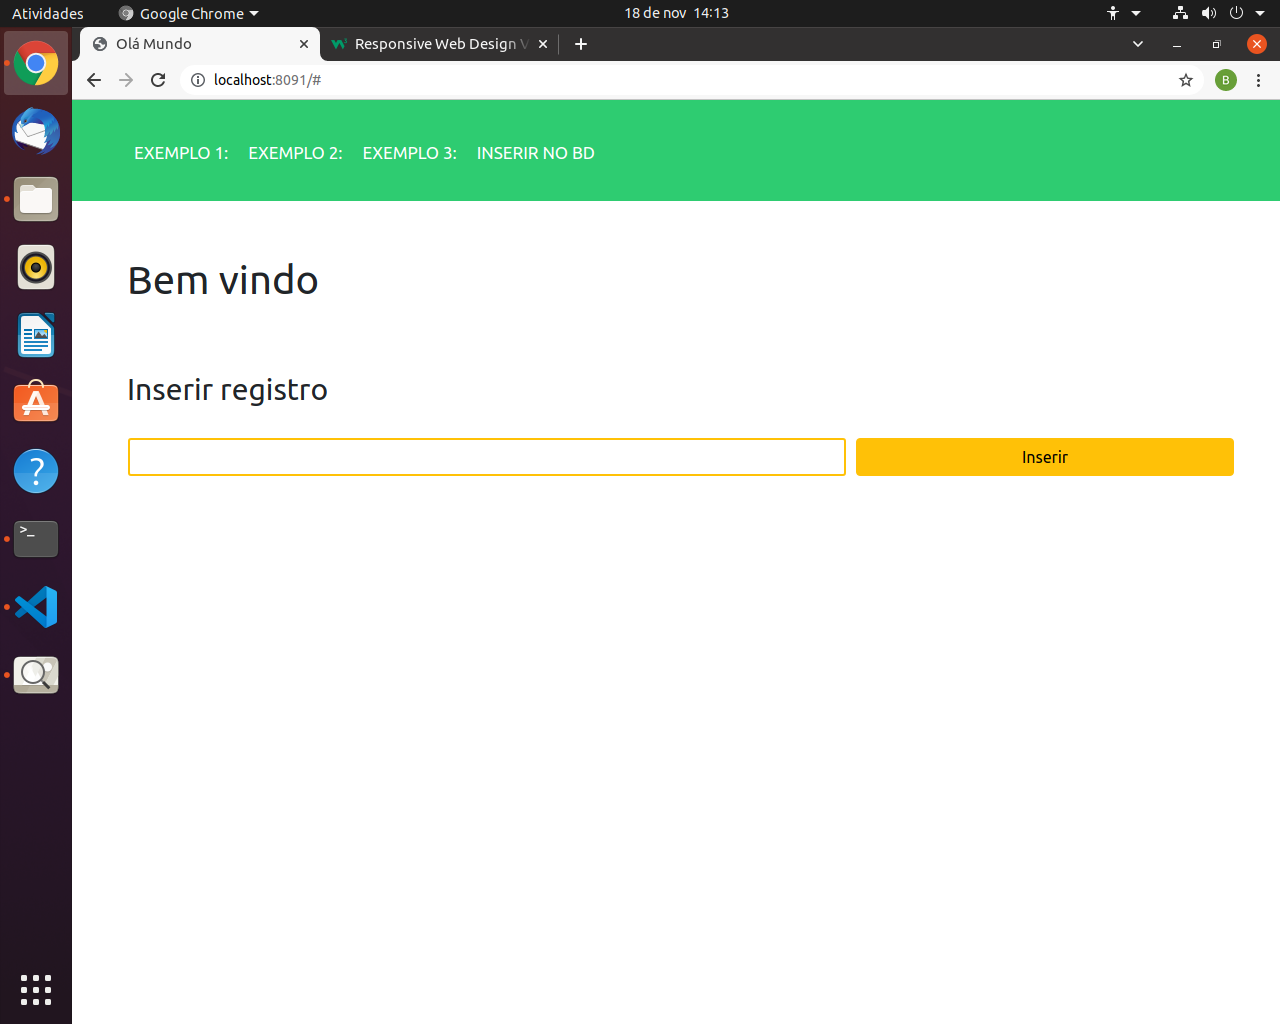 Atividades Google Chrome 18 de nov 14:13
Olá Mundo Responsive Web Design V
localhost:8091/# B
EXEMPLO 1: EXEMPLO 2: EXEMPLO 3: INSERIR NO BD
Bem vindo
Inserir registro
Inserir